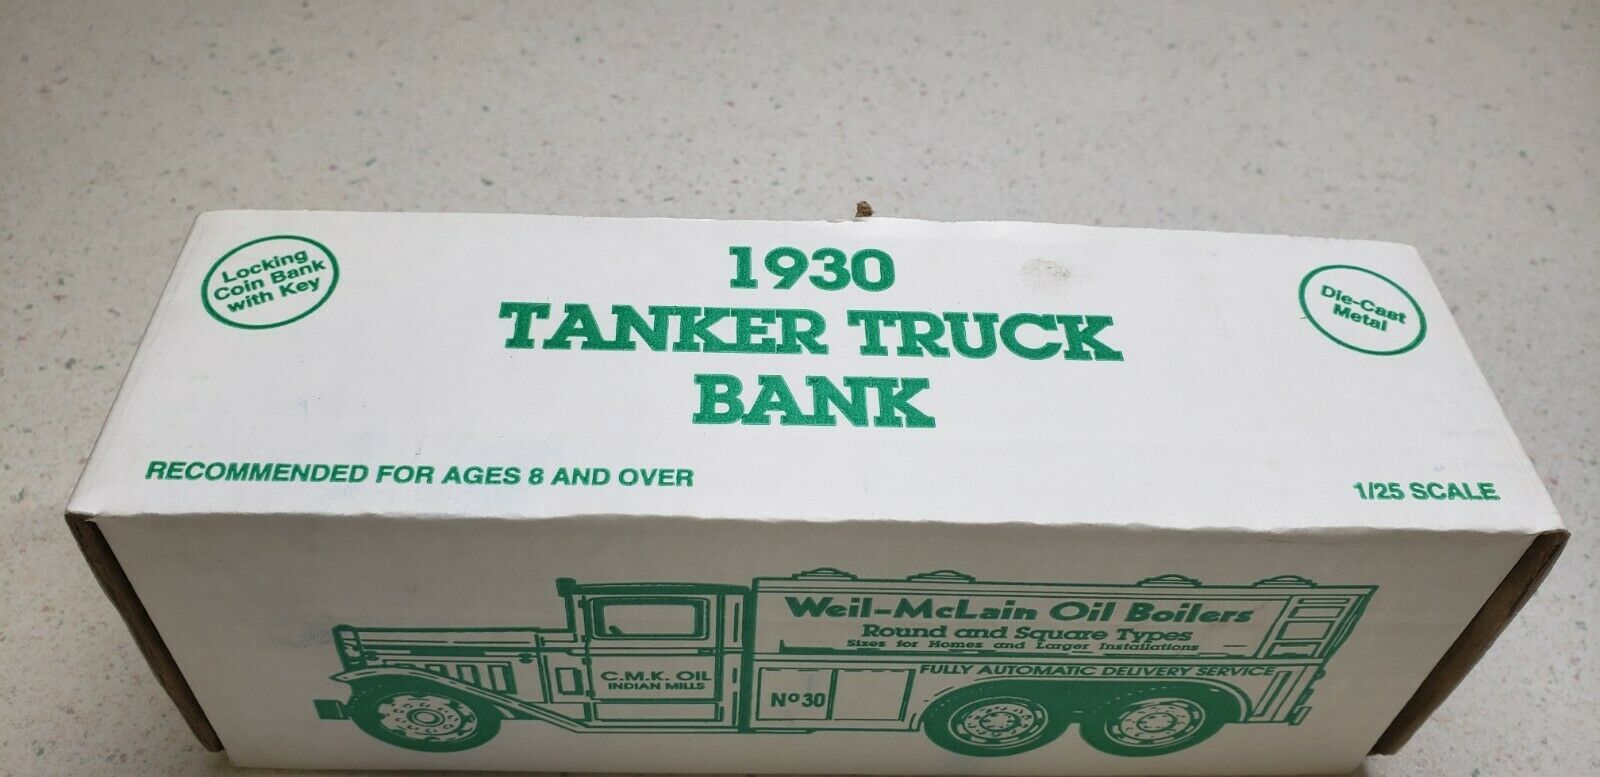 Locking
Coin Bank
with Key
1930
TANKER TRUCK
BANK
Die-Cast
Metal
RECOMMENDED FOR AGES 8 AND OVER
1/25 SCALE
Weil-McLain Oil Boilers
Round and Square Types
Sizes for Homes and Larger Installations
FULLY AUTOMATIC DELIVERY SERVICE
C.M.K. OIL
INDIAN MILLS
No 30